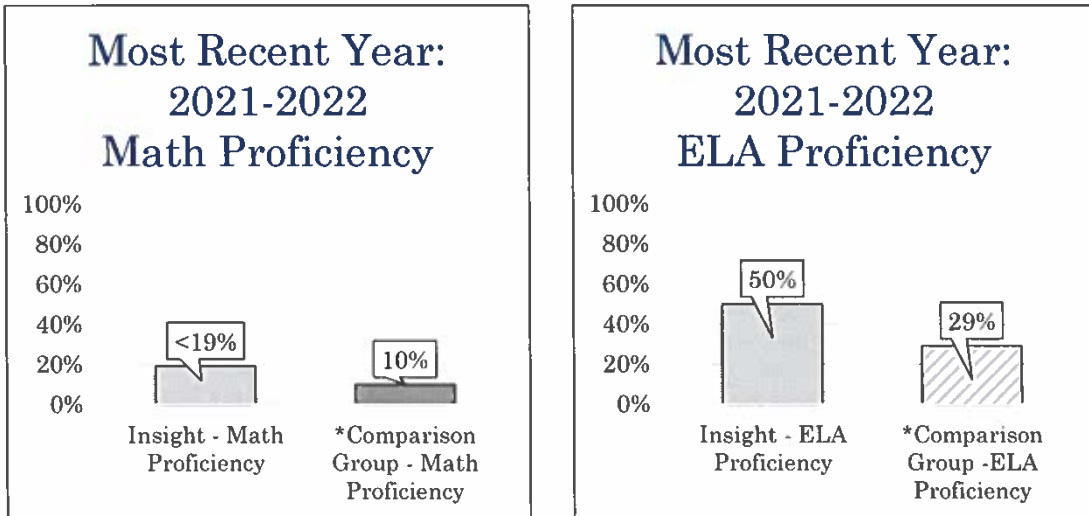 Most Recent Year:
2021-2022
Math Proficiency
100%
80%
60%
40%
20%
0%
<19%
10%
Insight - Math
Proficiency
*Comparison
Group - Math
Proficiency
Most Recent Year:
2021-2022
ELA Proficiency
100%
80%
60%
40%
20%
0%
50%
29%
Insight - ELA
Proficiency
*Comparison
Group -ELA
Proficiency